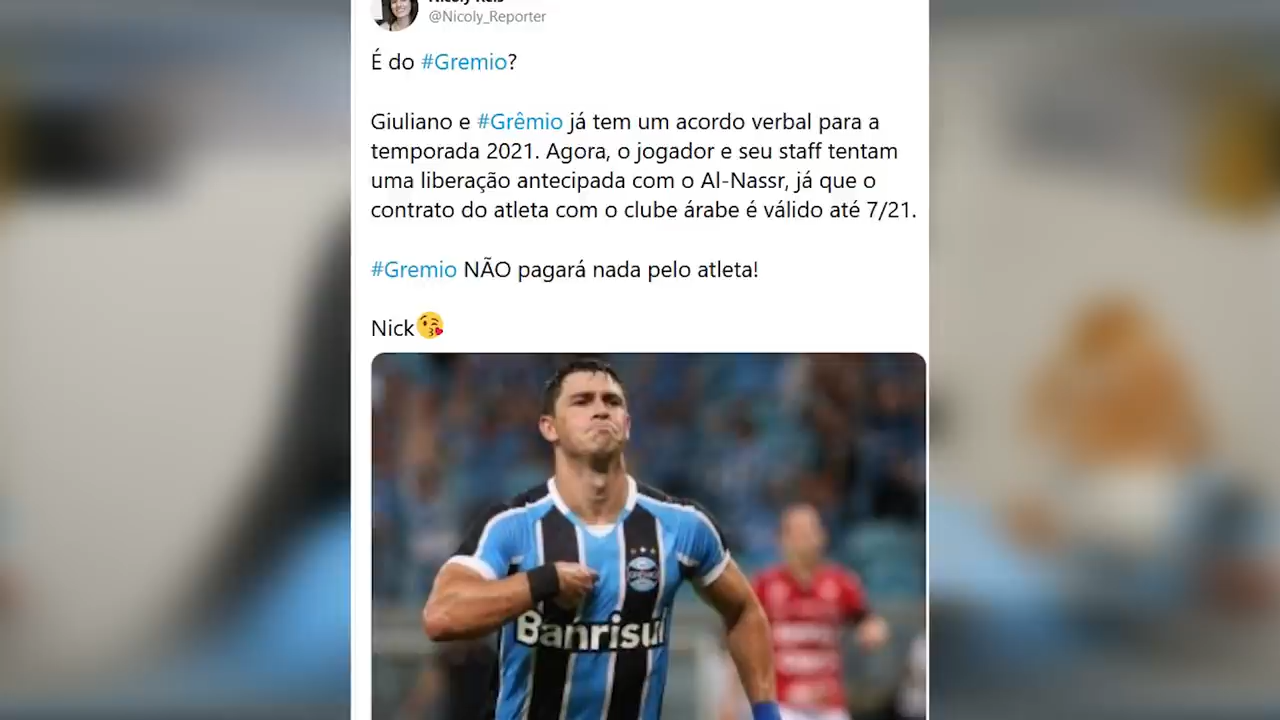 @Nicoly_Reporter
É do #Gremio?
Giuliano e #Grêmio já tem um acordo verbal para a
temporada 2021. Agora, o jogador e seu staff tentam
uma liberação antecipada com o Al-Nassr, já que o
contrato do atleta com o clube árabe é válido até 7/21.
#Gremio NÃO pagará nada pelo atleta!
Nick😘
GRÊMIO
Banrisul